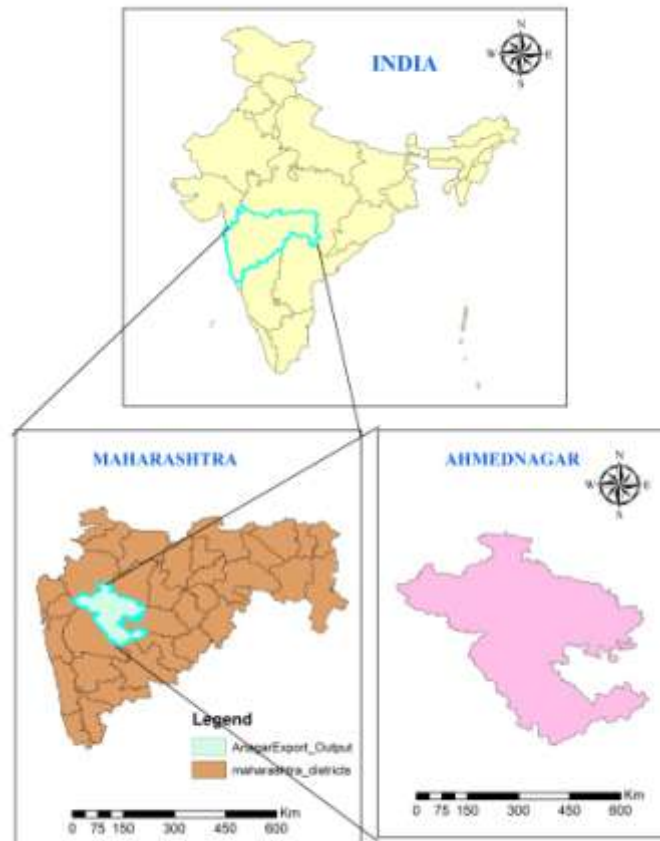 INDIA
N
W E
S
MAHARASHTRA
Legend
AnagarExport_Output
maharashtra_districts
Km
0 75 150 300 450 600
AHMEDNAGAR
N
W E
S
Km
0 75 150 300 450 600